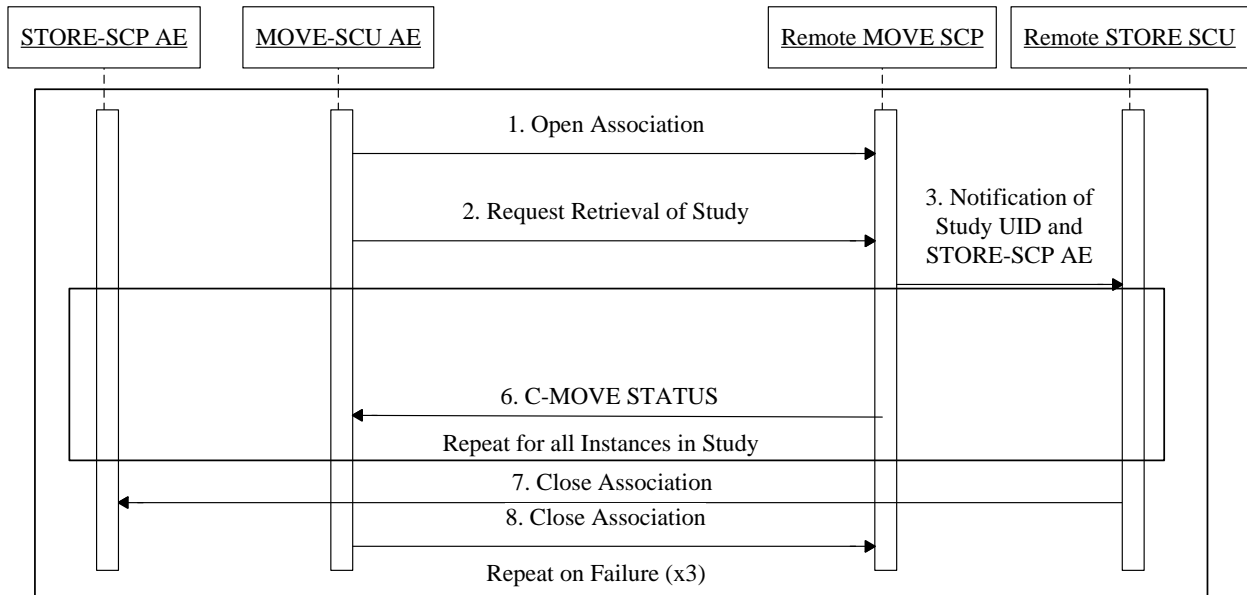 STORE-SCP AE
MOVE-SCU AE
Remote MOVE SCP
Remote STORE SCU
1. Open Association
2. Request Retrieval of Study
3. Notification of
Study UID and
STORE-SCP AE
6. C-MOVE STATUS
Repeat for all Instances in Study
7. Close Association
8. Close Association
Repeat on Failure (x3)